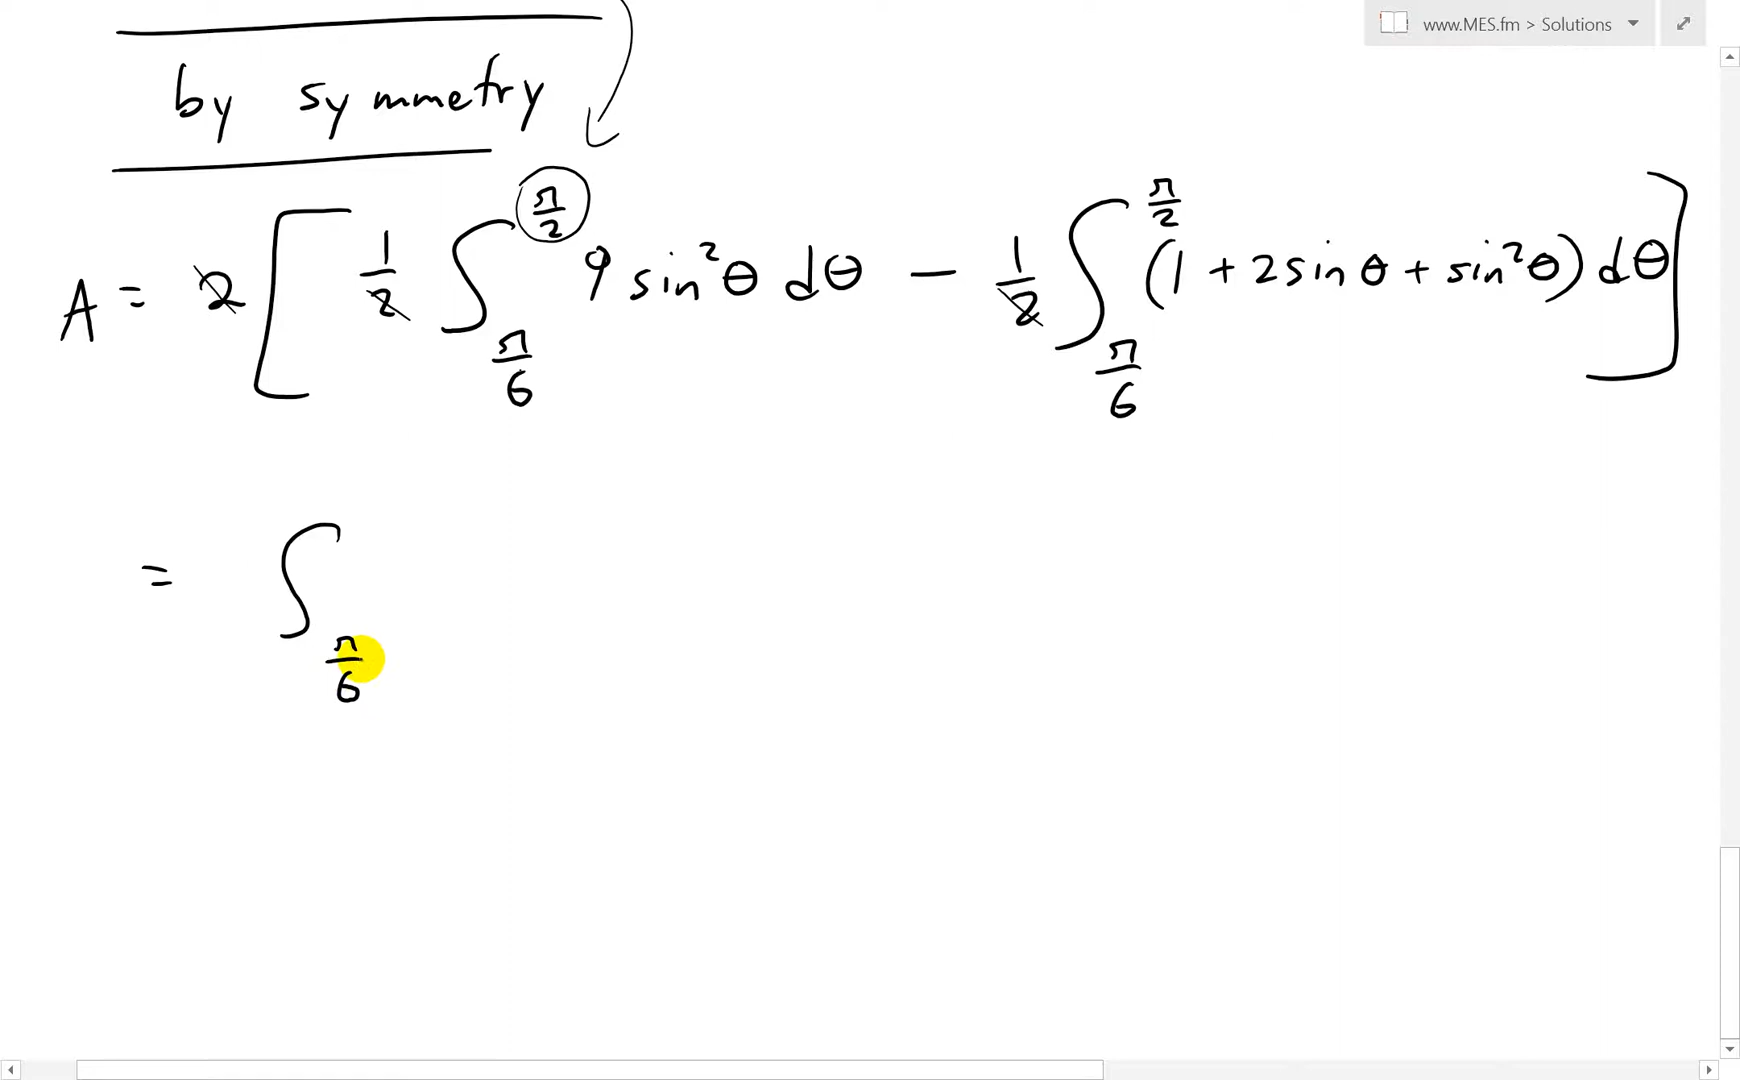 www.MES.fm > Solutions
by symmetry
A = 2 [ 1/2 ∫_{π/6}^{π/2} 9 sin²θ dθ − 1/2 ∫_{π/6}^{π/2} (1 + 2 sin θ + sin²θ) dθ ]
= ∫_{π/6}